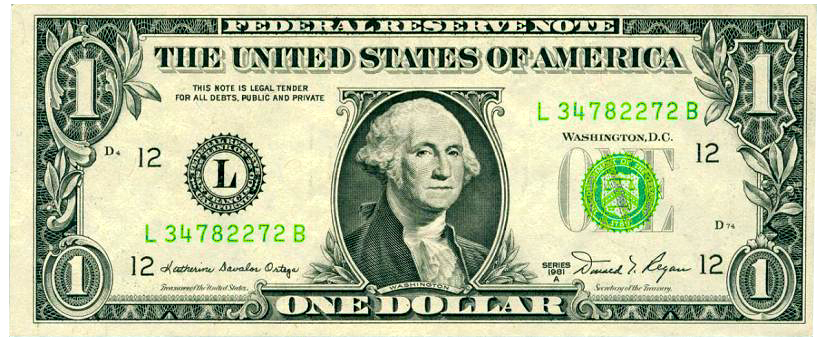 FEDERAL RESERVE NOTE
THE UNITED STATES OF AMERICA
1
1
THIS NOTE IS LEGAL TENDER
FOR ALL DEBTS, PUBLIC AND PRIVATE
L 34782272 B
WASHINGTON, D.C.
D 4
12
12
L
ONE
D 74
L 34782272 B
12
Katherine Davalos Ortega
SERIES
1981
A
Donald T. Regan
12
1
1
Treasurer of the United States.
WASHINGTON
Secretary of the Treasury.
ONE DOLLAR